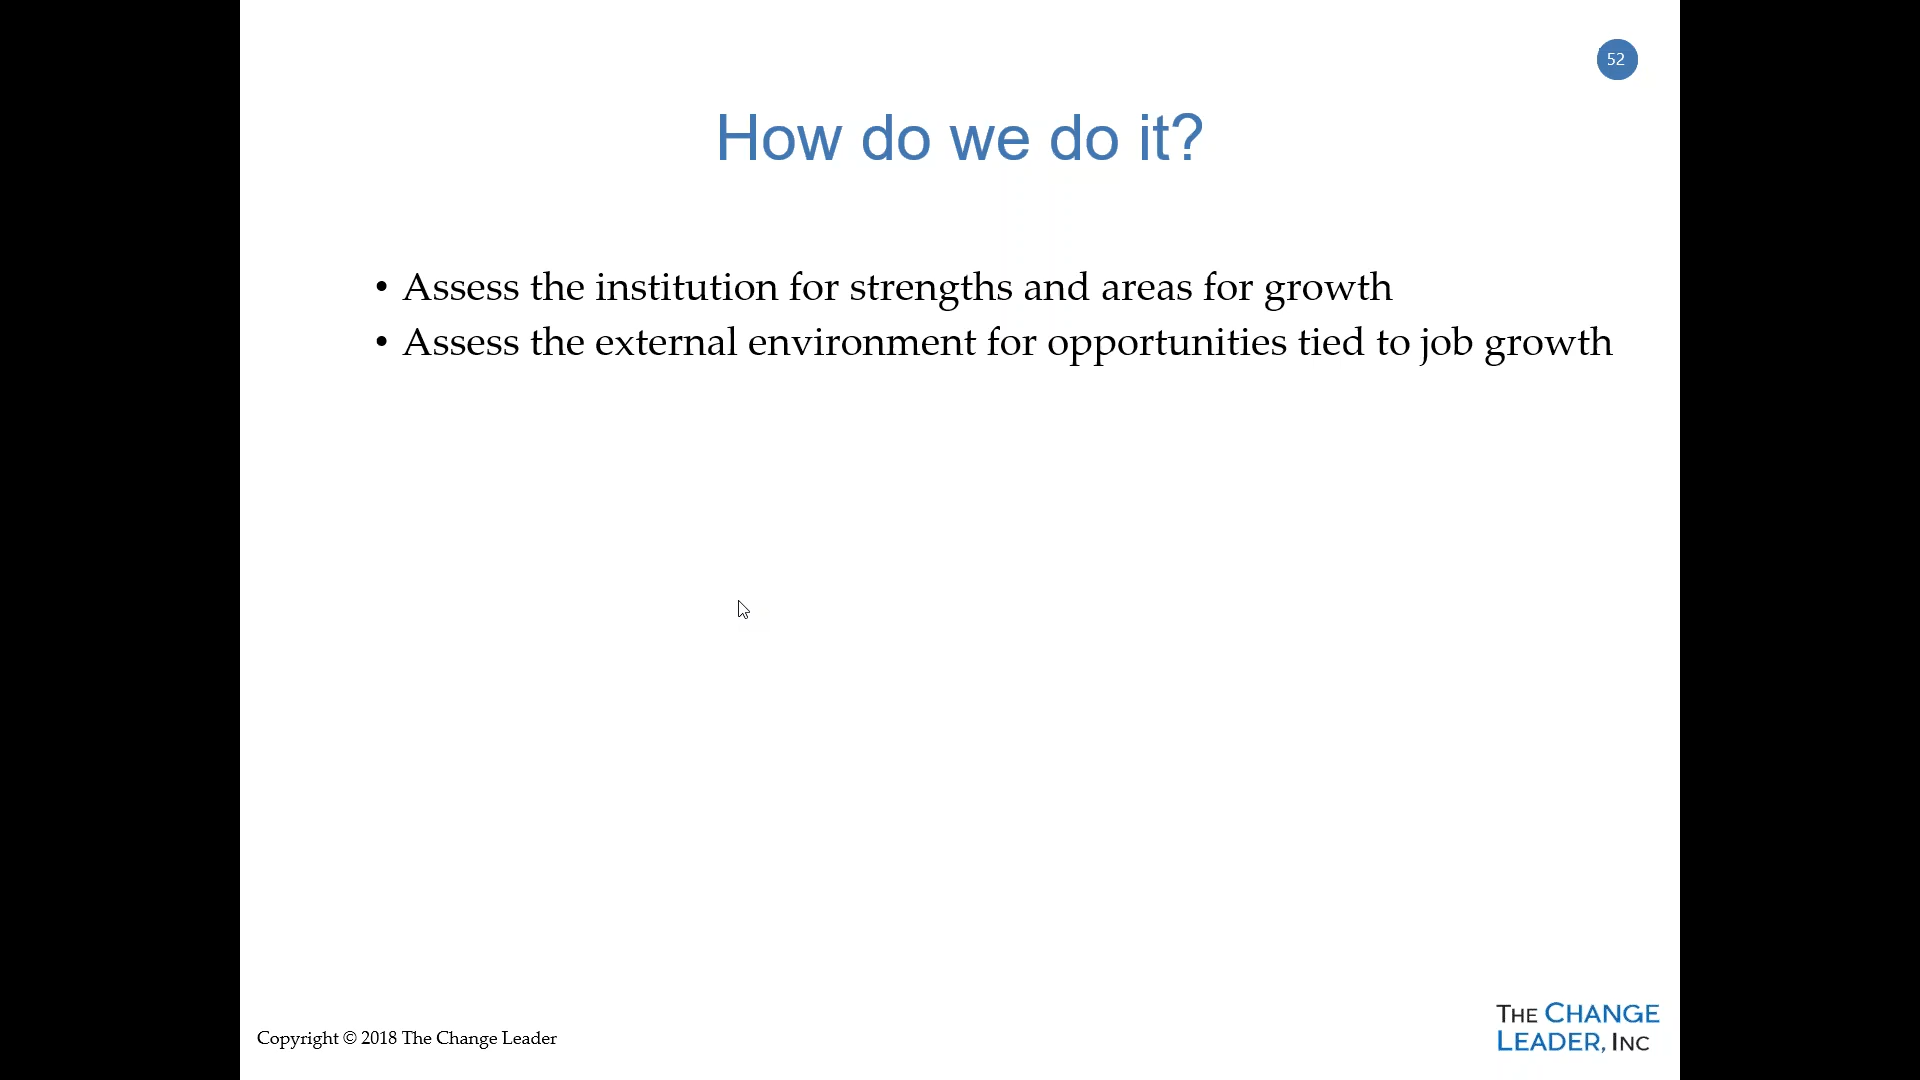 52
How do we do it?
• Assess the institution for strengths and areas for growth
• Assess the external environment for opportunities tied to job growth
Copyright © 2018 The Change Leader
THE CHANGE
LEADER, INC